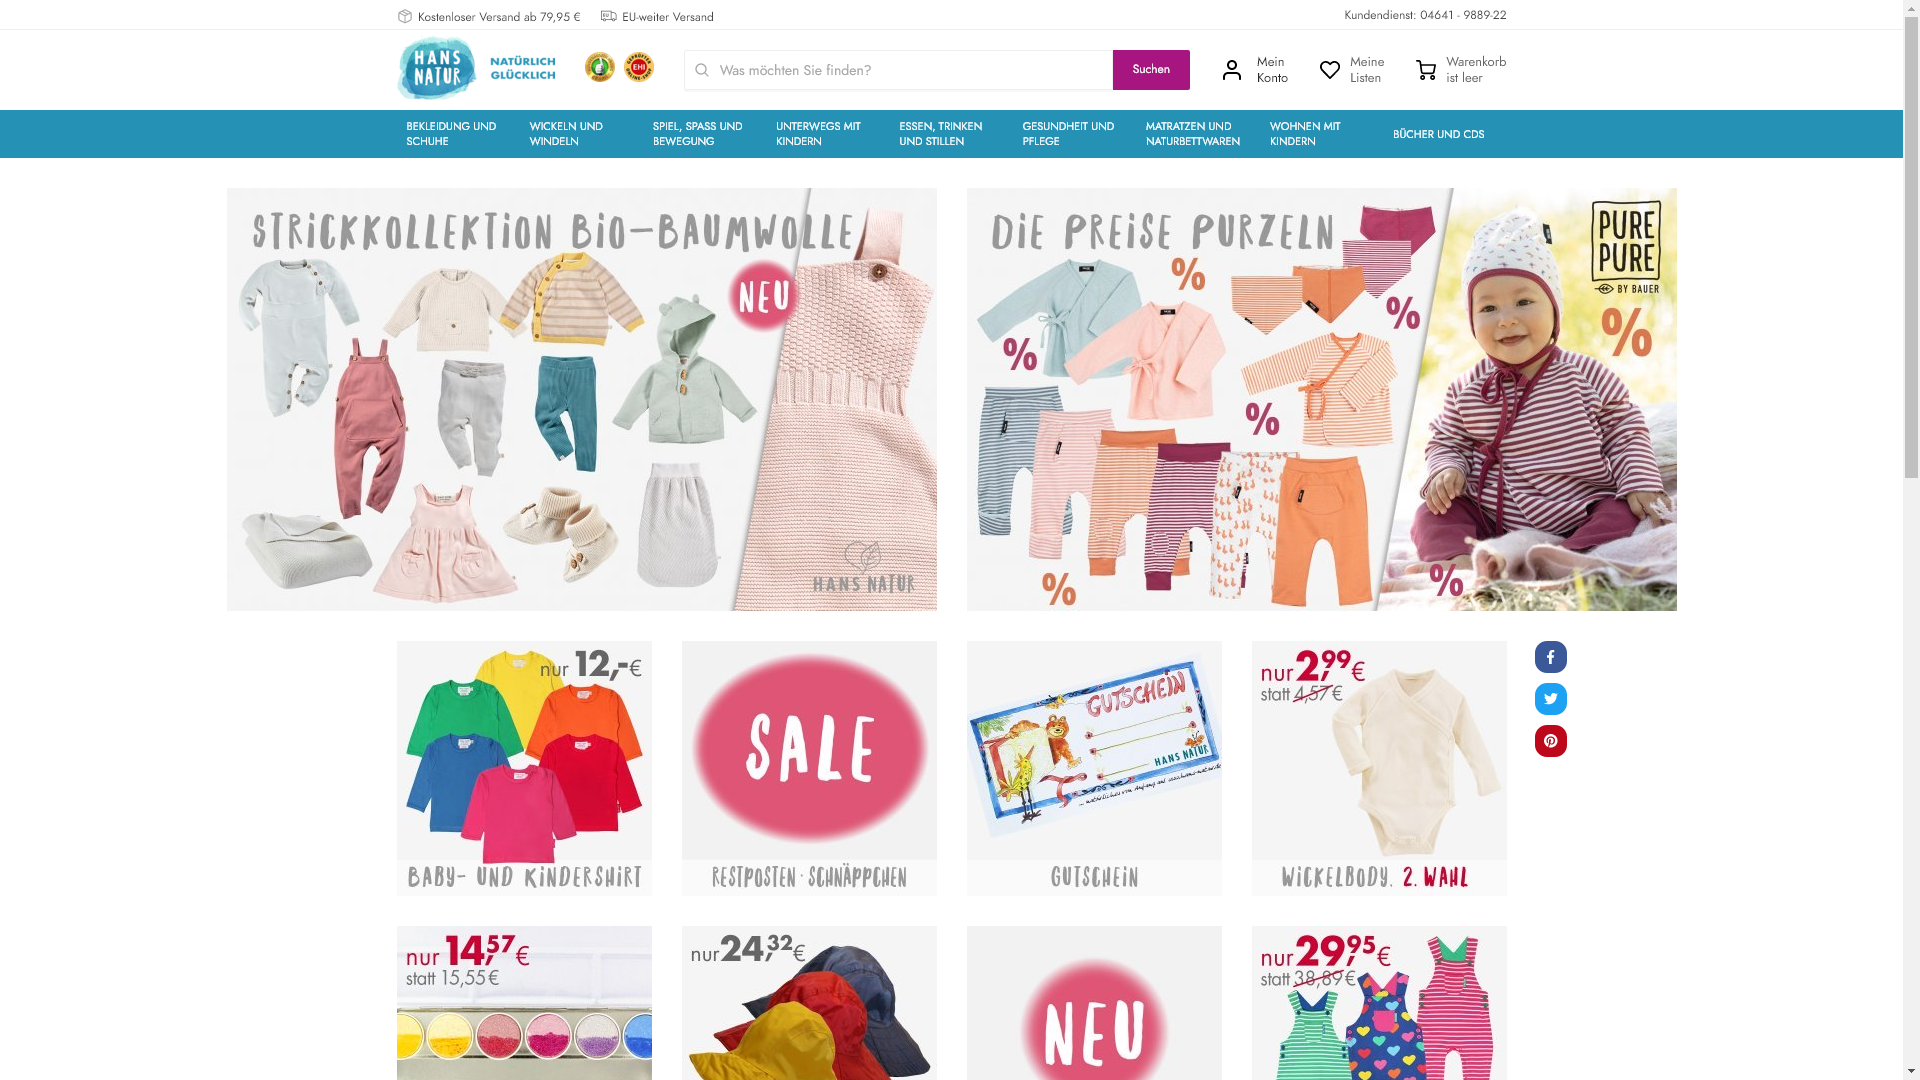 Kostenloser Versand ab 79,95 €
EU-weiter Versand
Kundendienst: 04641 - 9889-22
HANS
NATUR
NATÜRLICH
GLÜCKLICH
EHI
Was möchten Sie finden?
Suchen
Mein
Konto
Meine
Listen
Warenkorb
ist leer
BEKLEIDUNG UND
SCHUHE
WICKELN UND
WINDELN
SPIEL, SPASS UND
BEWEGUNG
UNTERWEGS MIT
KINDERN
ESSEN, TRINKEN
UND STILLEN
GESUNDHEIT UND
PFLEGE
MATRATZEN UND
NATURBETTWAREN
WOHNEN MIT
KINDERN
BÜCHER UND CDS
STRICKKOLLEKTION BIO-BAUMWOLLE
NEU
HANS NATUR
DIE PREISE PURZELN
PURE
PURE
BY BAUER
%
%
%
%
%
%
%
nur 12,-€
BABY- UND KINDERSHIRT
SALE
RESTPOSTEN · SCHNÄPPCHEN
GUTSCHEIN
HANS NATUR
GUTSCHEIN
nur 2,99 €
statt 4,57 €
WICKELBODY. 2. WAHL
nur 14,57 €
statt 15,55 €
nur 24,32 €
NEU
nur 29,95 €
statt 38,89 €